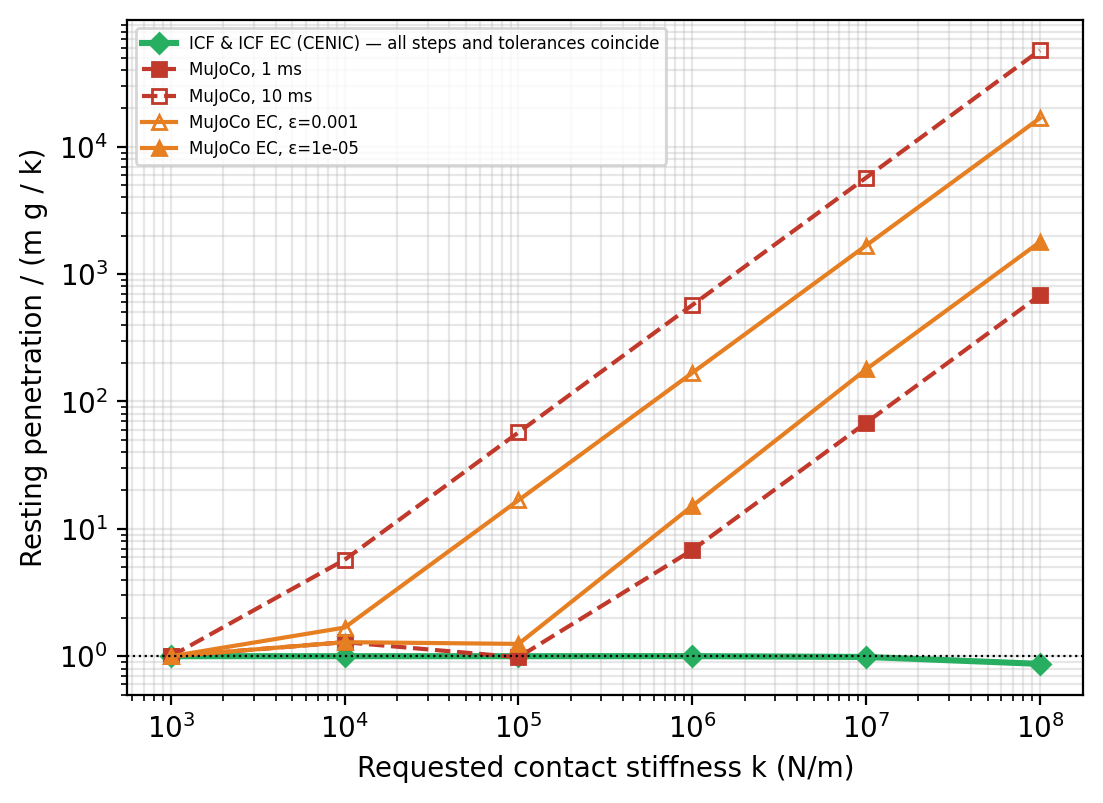 ICF & ICF EC (CENIC) — all steps and tolerances coincide
MuJoCo, 1 ms
MuJoCo, 10 ms
MuJoCo EC, ε=0.001
MuJoCo EC, ε=1e-05
Resting penetration / (m g / k)
10⁴
10³
10²
10¹
10⁰
10³ 10⁴ 10⁵ 10⁶ 10⁷ 10⁸
Requested contact stiffness k (N/m)